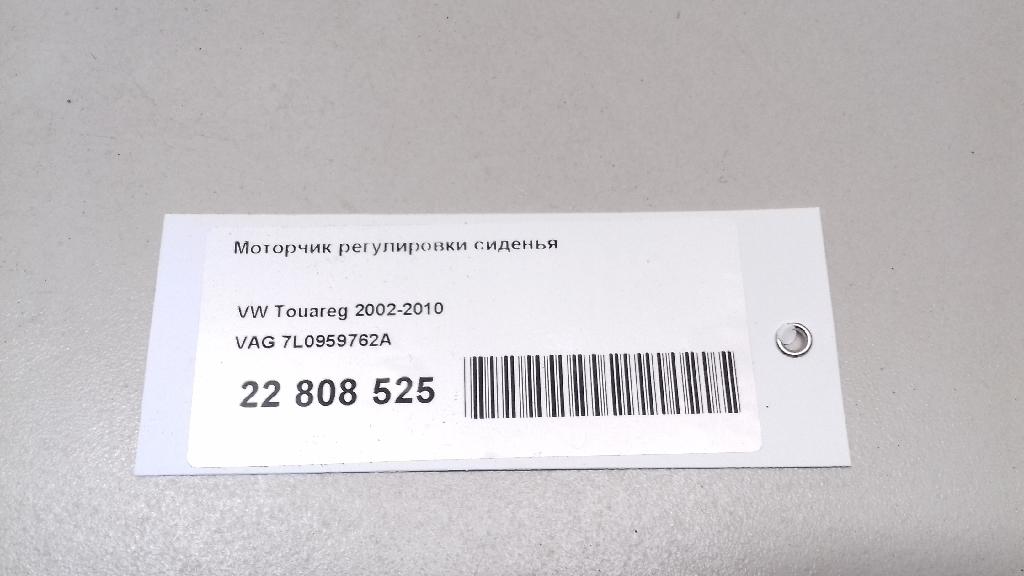 Моторчик регулировки сиденья
VW Touareg 2002-2010
VAG 7L0959762A
22 808 525